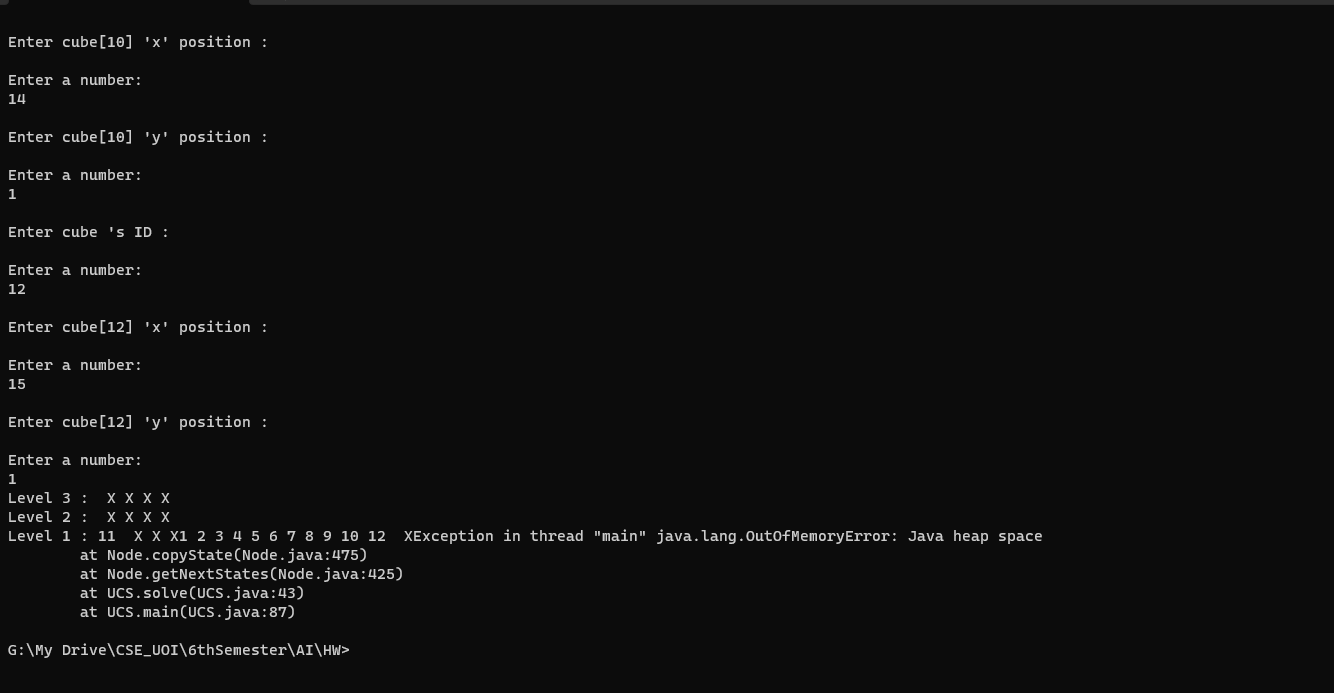 Enter cube[10] 'x' position :
Enter a number:
14
Enter cube[10] 'y' position :
Enter a number:
1
Enter cube 's ID :
Enter a number:
12
Enter cube[12] 'x' position :
Enter a number:
15
Enter cube[12] 'y' position :
Enter a number:
1
Level 3 :  X X X X
Level 2 :  X X X X
Level 1 : 11  X X X1 2 3 4 5 6 7 8 9 10 12  XException in thread "main" java.lang.OutOfMemoryError: Java heap space
        at Node.copyState(Node.java:475)
        at Node.getNextStates(Node.java:425)
        at UCS.solve(UCS.java:43)
        at UCS.main(UCS.java:87)
G:\My Drive\CSE_UOI\6thSemester\AI\HW>